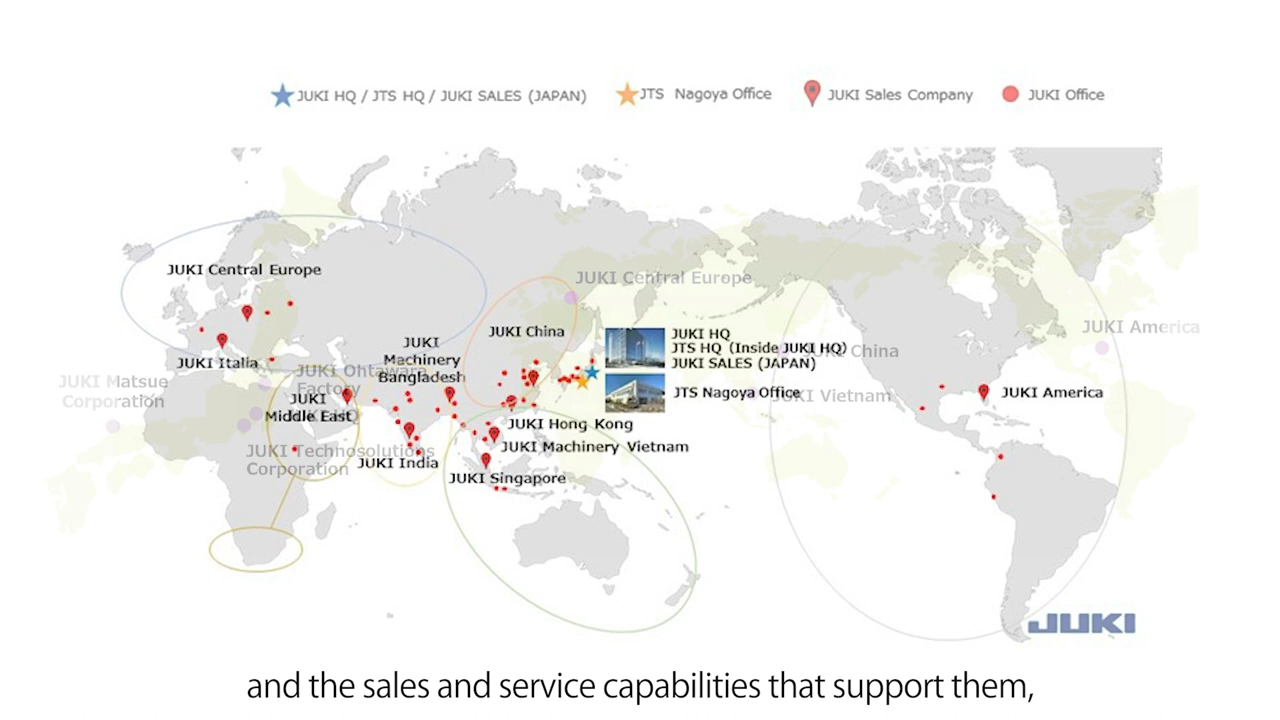 JUKI HQ / JTS HQ / JUKI SALES (JAPAN)
JTS Nagoya Office
JUKI Sales Company
JUKI Office
JUKI Central Europe
JUKI Central Europe
JUKI America
JUKI China
JUKI HQ
JTS HQ (Inside JUKI HQ)
JUKI SALES (JAPAN)
JUKI China
JUKI Machinery Bangladesh
JUKI Italia
JUKI Ohtawara
Factory
JUKI Matsue
Corporation
JUKI
Middle East
JTS Nagoya Office
JUKI Vietnam
JUKI America
JUKI Hong Kong
JUKI Machinery Vietnam
JUKI Technosolutions
Corporation
JUKI India
JUKI Singapore
JUKI
and the sales and service capabilities that support them,